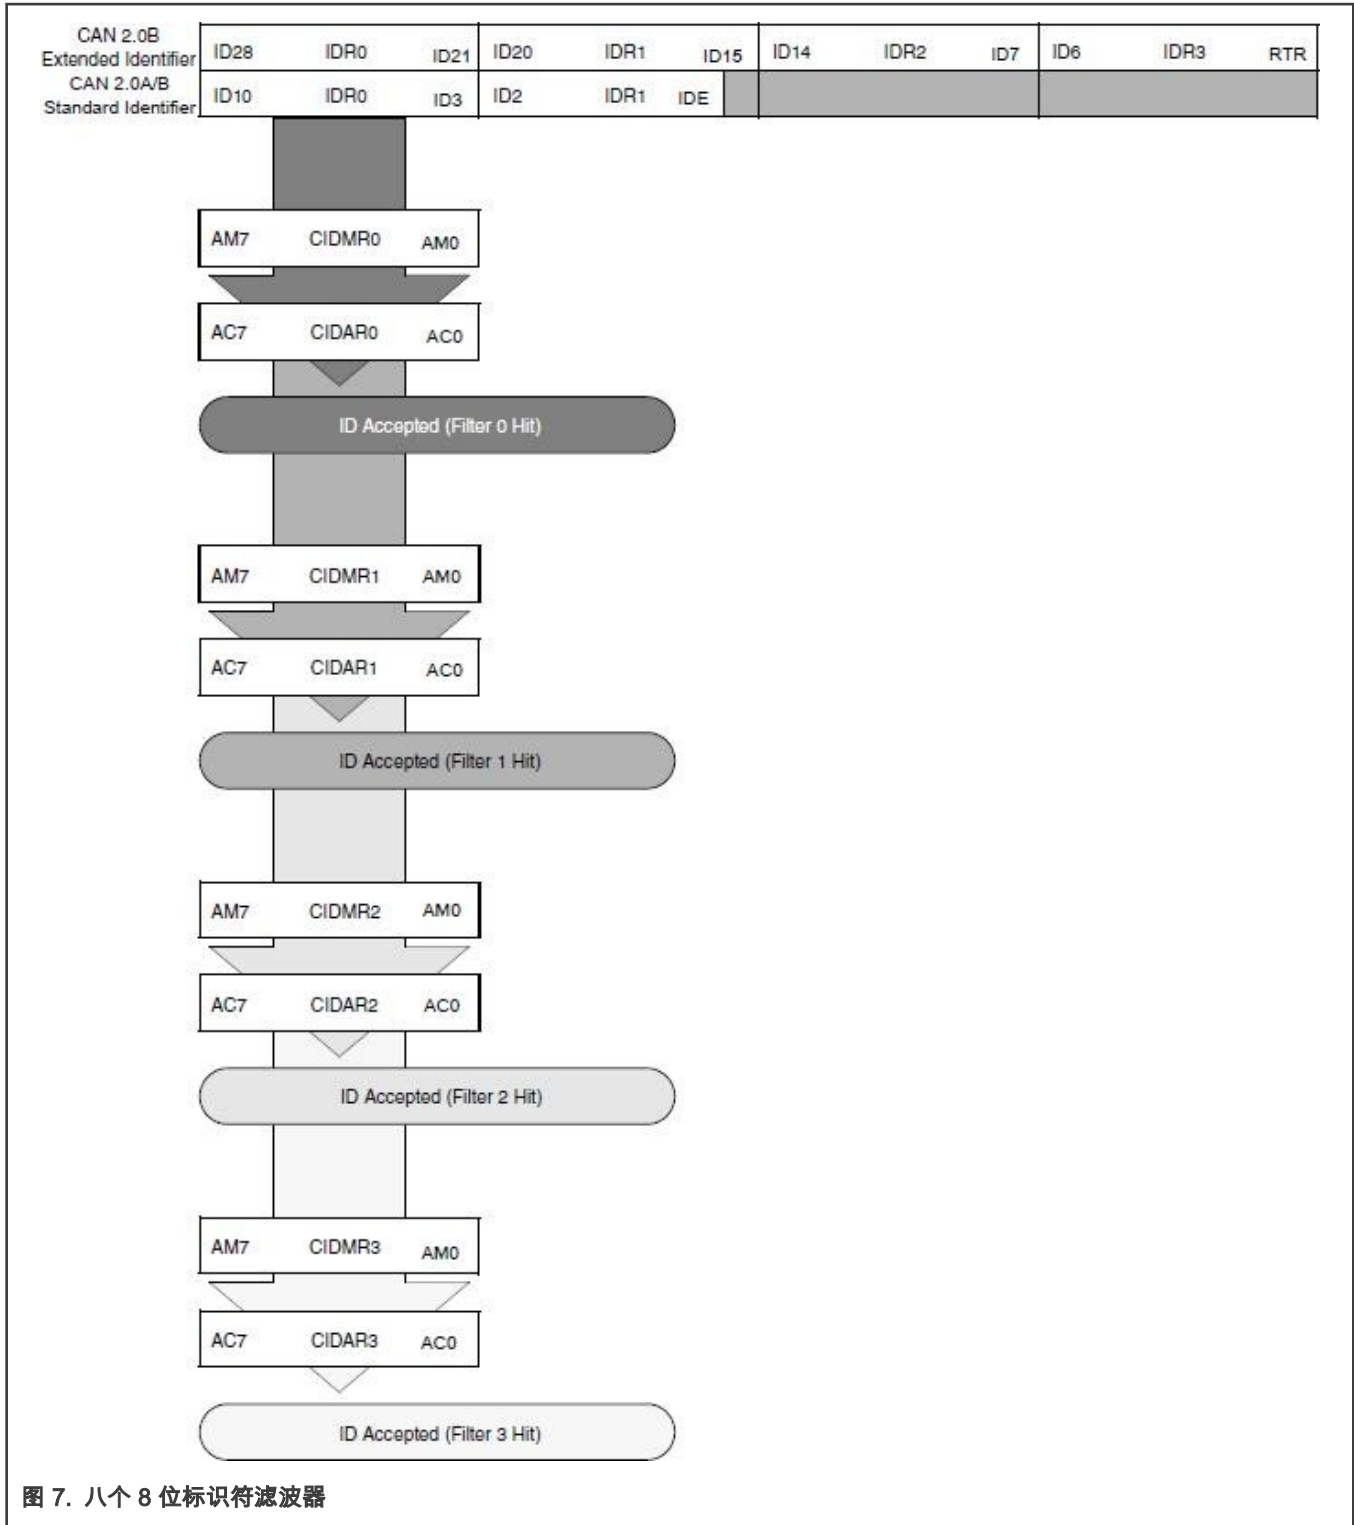 CAN 2.0B
Extended Identifier
ID28 IDR0 ID21 ID20 IDR1 ID15 ID14 IDR2 ID7 ID6 IDR3 RTR
CAN 2.0A/B
Standard Identifier
ID10 IDR0 ID3 ID2 IDR1 IDE
AM7 CIDMR0 AM0
AC7 CIDAR0 AC0
ID Accepted (Filter 0 Hit)
AM7 CIDMR1 AM0
AC7 CIDAR1 AC0
ID Accepted (Filter 1 Hit)
AM7 CIDMR2 AM0
AC7 CIDAR2 AC0
ID Accepted (Filter 2 Hit)
AM7 CIDMR3 AM0
AC7 CIDAR3 AC0
ID Accepted (Filter 3 Hit)
图 7. 八个 8 位标识符滤波器